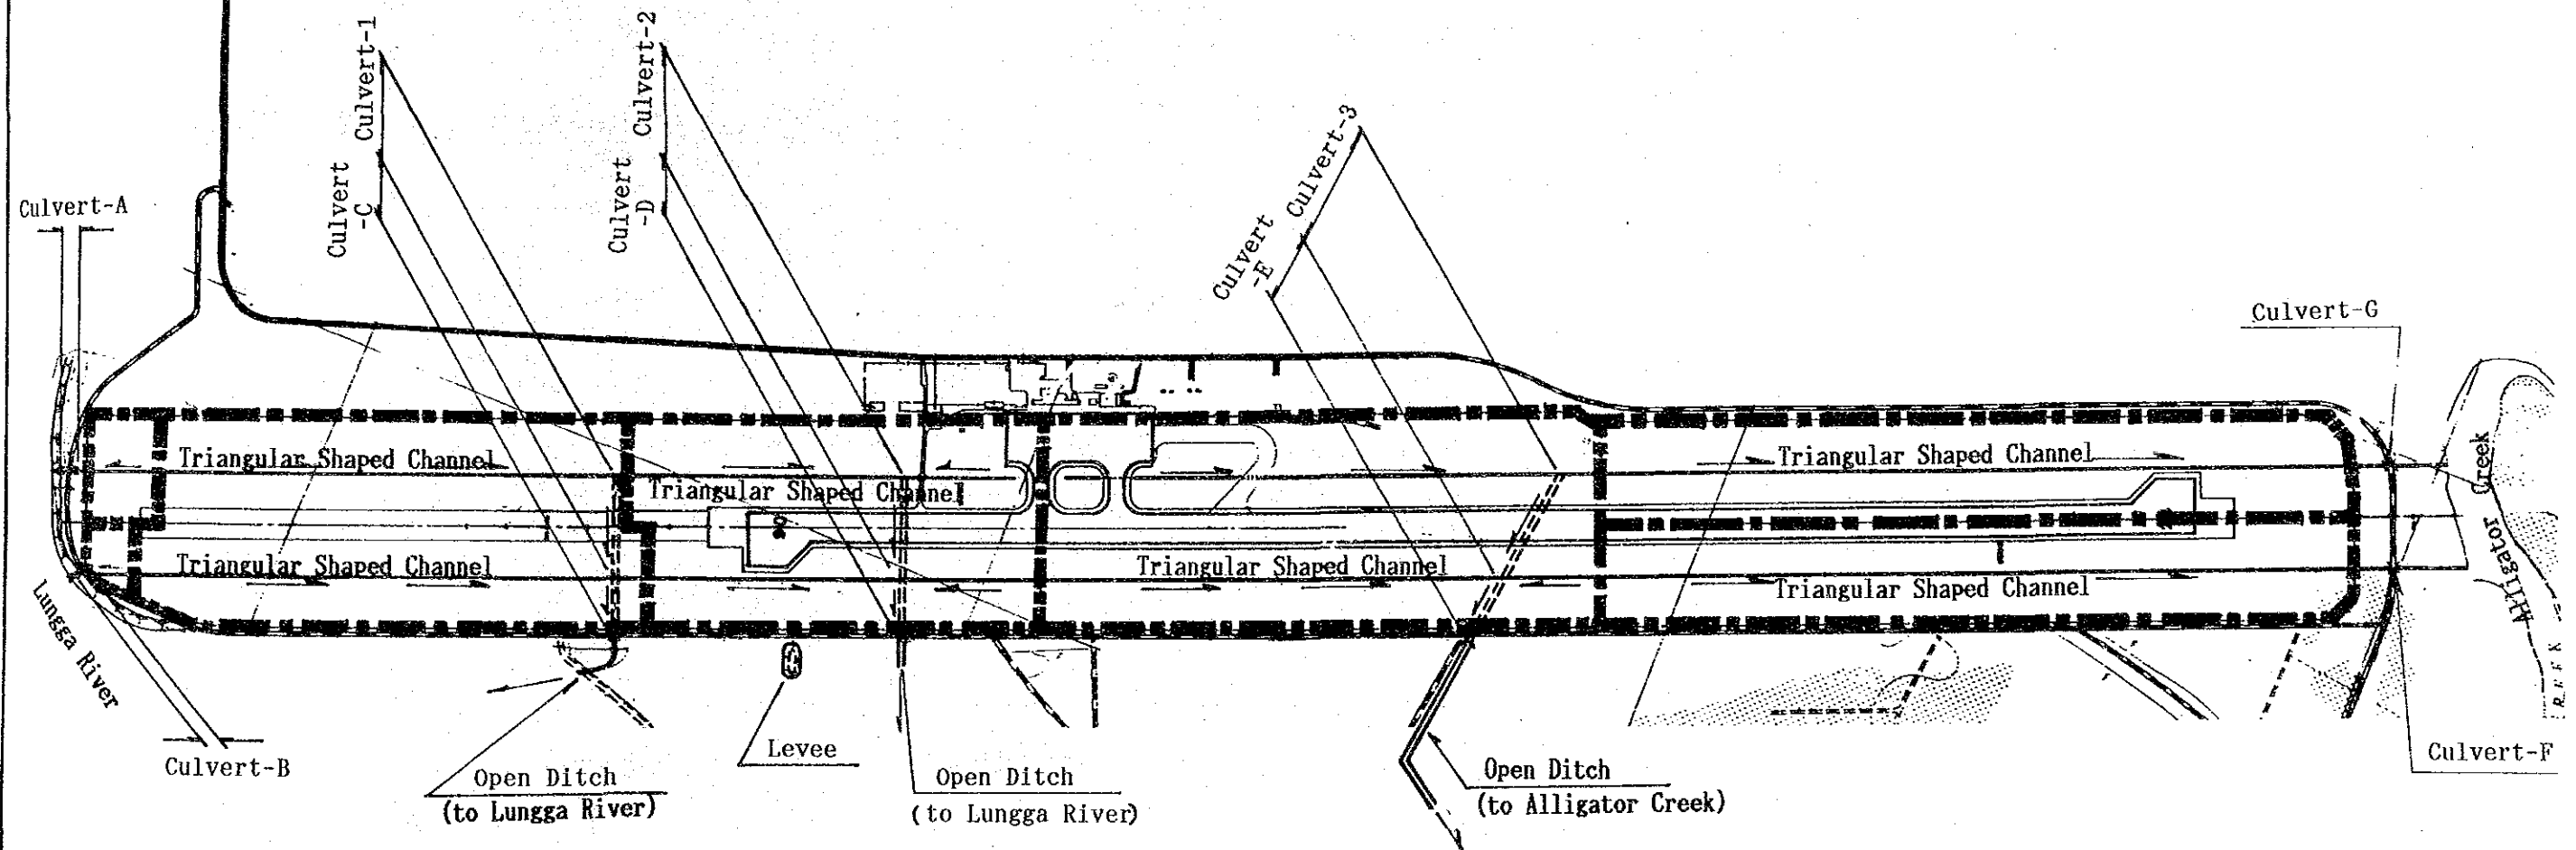 Culvert-1
Culvert
-C
Culvert-2
Culvert
-D
Culvert-3
Culvert
-E
Culvert-A
Culvert-G
Triangular Shaped Channel
Triangular Shaped Channel
Triangular Shaped Channel
06
Triangular Shaped Channel
Triangular Shaped Channel
Triangular Shaped Channel
Alligator Creek
Lungga River
Culvert-B
Open Ditch
(to Lungga River)
Levee
Open Ditch
(to Lungga River)
Open Ditch
(to Alligator Creek)
Culvert-F